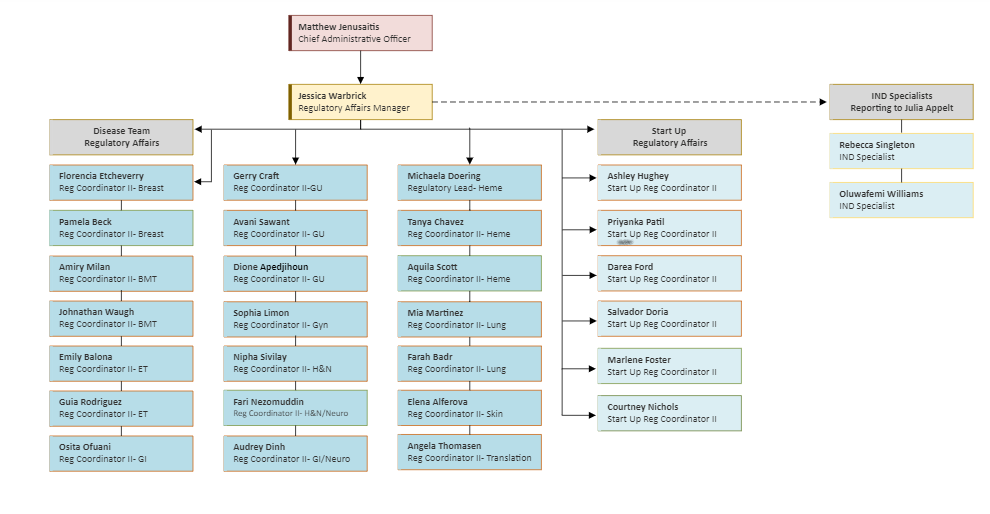 Matthew Jenusaitis
Chief Administrative Officer
Jessica Warbrick
Regulatory Affairs Manager
IND Specialists
Reporting to Julia Appelt
Rebecca Singleton
IND Specialist
Oluwafemi Williams
IND Specialist
Disease Team
Regulatory Affairs
Florencia Etcheverry
Reg Coordinator II- Breast
Pamela Beck
Reg Coordinator II- Breast
Amiry Milan
Reg Coordinator II- BMT
Johnathan Waugh
Reg Coordinator II- BMT
Emily Balona
Reg Coordinator II- ET
Guia Rodriguez
Reg Coordinator II- ET
Osita Ofuani
Reg Coordinator II- GI
Gerry Craft
Reg Coordinator II-GU
Avani Sawant
Reg Coordinator II- GU
Dione Apedjihoun
Reg Coordinator II- GU
Sophia Limon
Reg Coordinator II- Gyn
Nipha Sivilay
Reg Coordinator II- H&N
Fari Nezomuddin
Reg Coordinator II- H&N/Neuro
Audrey Dinh
Reg Coordinator II- GI/Neuro
Michaela Doering
Regulatory Lead- Heme
Tanya Chavez
Reg Coordinator II- Heme
Aquila Scott
Reg Coordinator II- Heme
Mia Martinez
Reg Coordinator II- Lung
Farah Badr
Reg Coordinator II- Lung
Elena Alferova
Reg Coordinator II- Skin
Angela Thomasen
Reg Coordinator II- Translation
Start Up
Regulatory Affairs
Ashley Hughey
Start Up Reg Coordinator II
Priyanka Patil
Start Up Reg Coordinator II
Darea Ford
Start Up Reg Coordinator II
Salvador Doria
Start Up Reg Coordinator II
Marlene Foster
Start Up Reg Coordinator II
Courtney Nichols
Start Up Reg Coordinator II